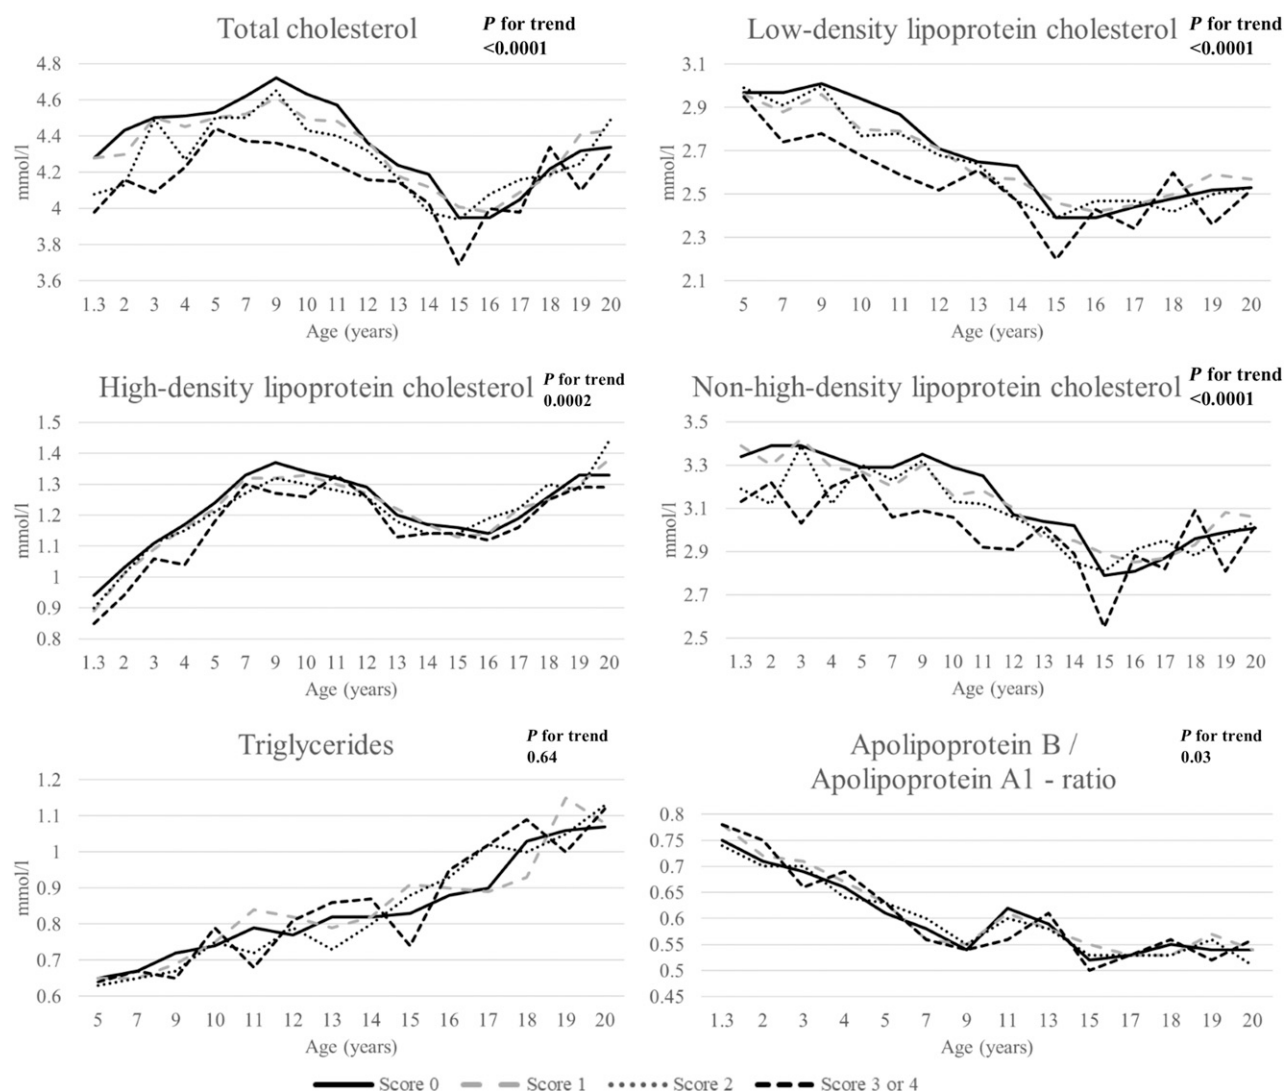 Total cholesterol
P for trend
<0.0001
4.8
4.6
4.4
4.2
4
3.8
3.6
mmol/l
1.3 2 3 4 5 7 9 10 11 12 13 14 15 16 17 18 19 20
Age (years)
Low-density lipoprotein cholesterol
P for trend
<0.0001
3.1
2.9
2.7
2.5
2.3
2.1
mmol/l
5 7 9 10 11 12 13 14 15 16 17 18 19 20
Age (years)
High-density lipoprotein cholesterol
P for trend
0.0002
1.5
1.4
1.3
1.2
1.1
1
0.9
0.8
mmol/l
1.3 2 3 4 5 7 9 10 11 12 13 14 15 16 17 18 19 20
Age (years)
Non-high-density lipoprotein cholesterol
P for trend
<0.0001
3.5
3.3
3.1
2.9
2.7
2.5
mmol/l
1.3 2 3 4 5 7 9 10 11 12 13 14 15 16 17 18 19 20
Age (years)
Triglycerides
P for trend
0.64
1.2
1.1
1
0.9
0.8
0.7
0.6
mmol/l
5 7 9 10 11 12 13 14 15 16 17 18 19 20
Age (years)
Apolipoprotein B /
Apolipoprotein A1 - ratio
P for trend
0.03
0.8
0.75
0.7
0.65
0.6
0.55
0.5
0.45
1.3 2 3 4 5 7 9 11 13 15 17 18 19 20
Age (years)
Score 0 Score 1 Score 2 Score 3 or 4